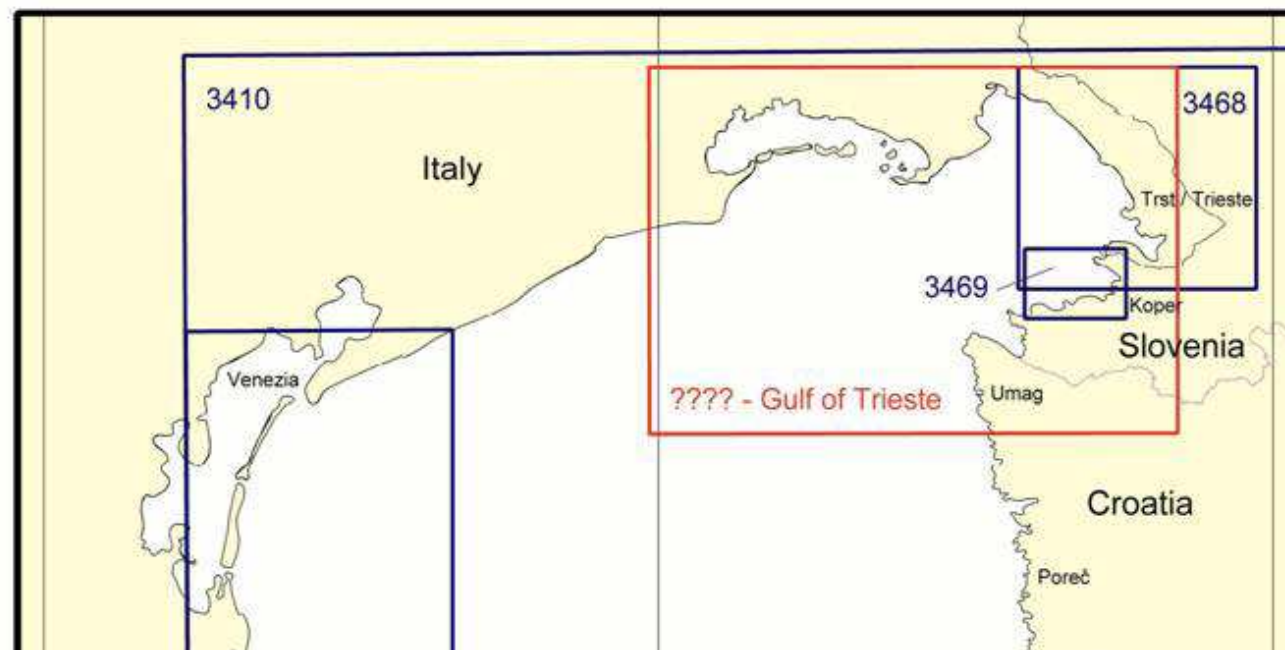 3410
3468
Italy
Trst / Trieste
3469
Koper
Slovenia
Venezia
???? - Gulf of Trieste
Umag
Croatia
Poreč